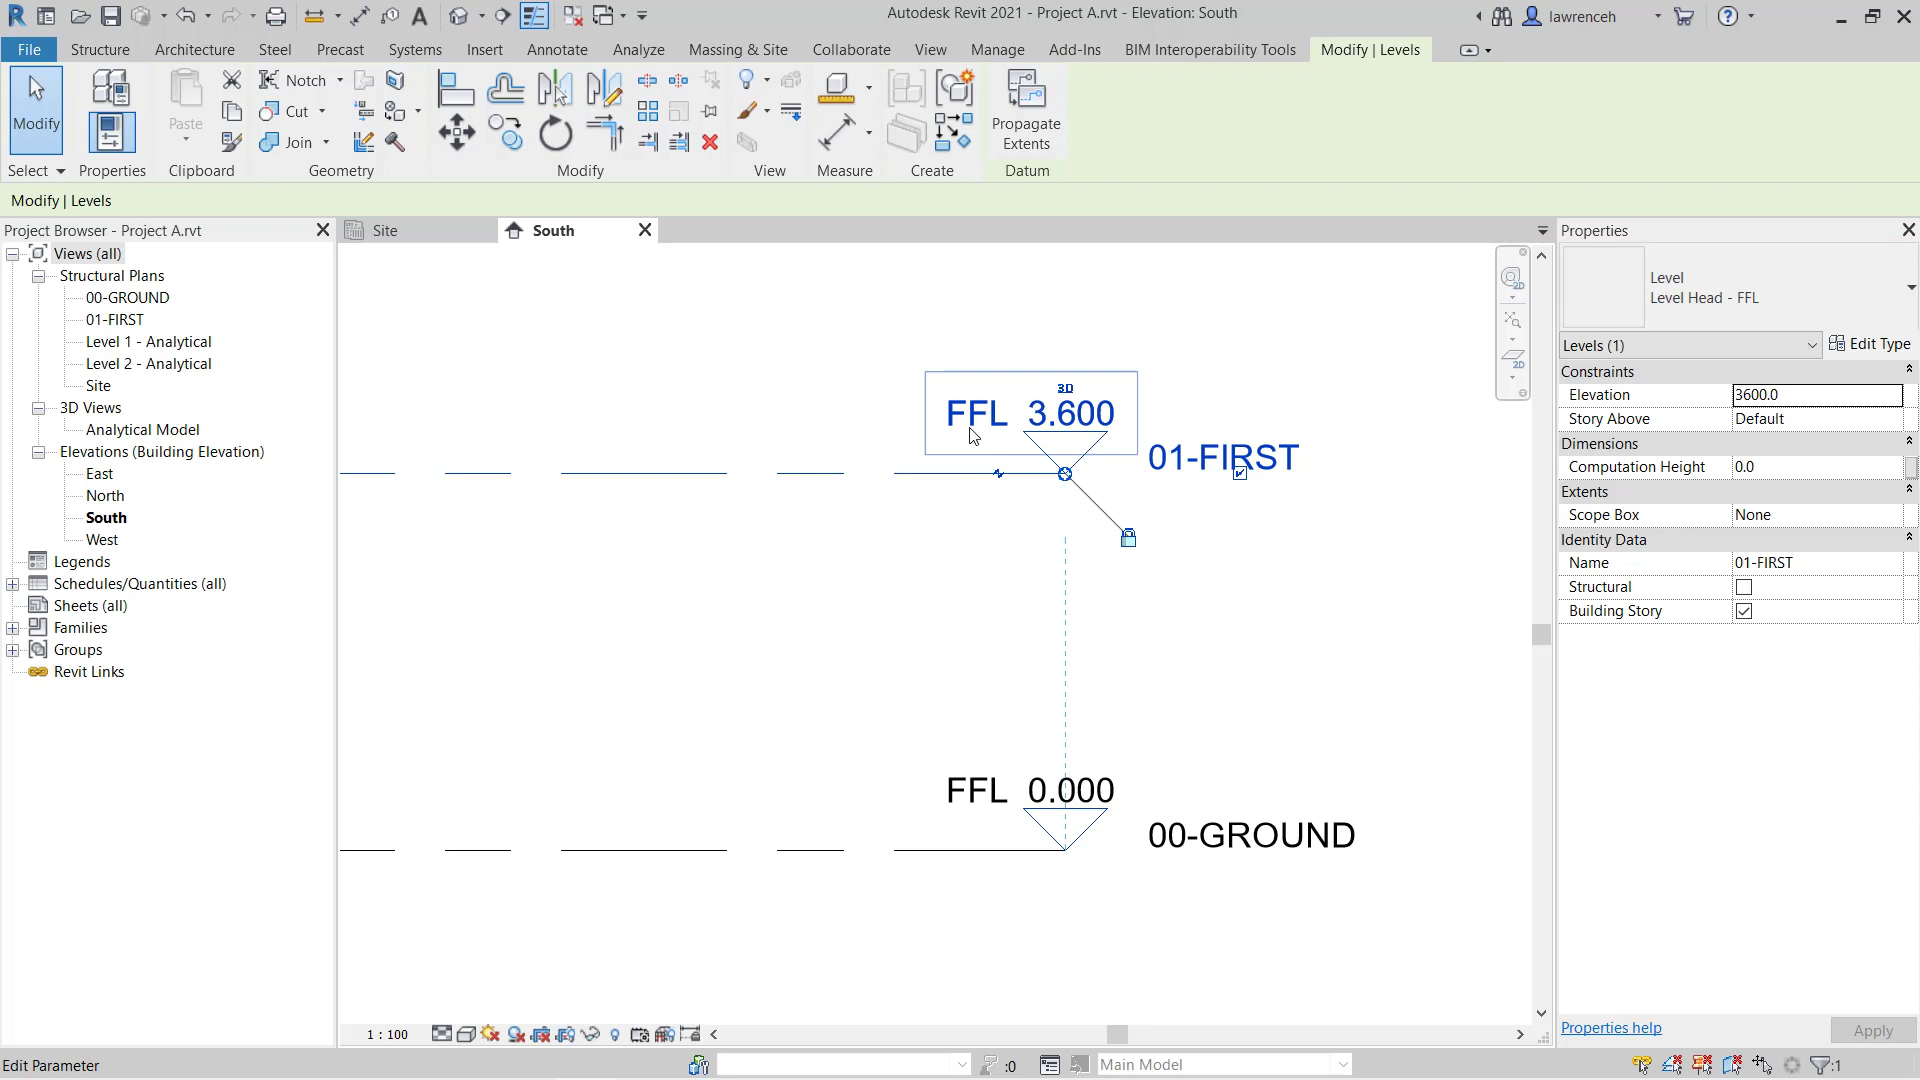 Autodesk Revit 2021 - Project A.rvt - Elevation: South
lawrenceh
File Structure Architecture Steel Precast Systems Insert Annotate Analyze Massing & Site Collaborate View Manage Add-Ins BIM Interoperability Tools Modify | Levels
Modify
Paste
Notch
Cut
Join
Propagate
Extents
Select Properties Clipboard Geometry Modify View Measure Create Datum
Modify | Levels
Project Browser - Project A.rvt
Views (all)
Structural Plans
00-GROUND
01-FIRST
Level 1 - Analytical
Level 2 - Analytical
Site
3D Views
Analytical Model
Elevations (Building Elevation)
East
North
South
West
Legends
Schedules/Quantities (all)
Sheets (all)
Families
Groups
Revit Links
Site
South
3D
FFL 3.600
01-FIRST
FFL 0.000
00-GROUND
2D
2D
Properties
Level
Level Head - FFL
Levels (1)
Edit Type
Constraints
Elevation 3600.0
Story Above Default
Dimensions
Computation Height 0.0
Extents
Scope Box None
Identity Data
Name 01-FIRST
Structural
Building Story
Properties help
Apply
1 : 100
Edit Parameter
:0
Main Model
:1